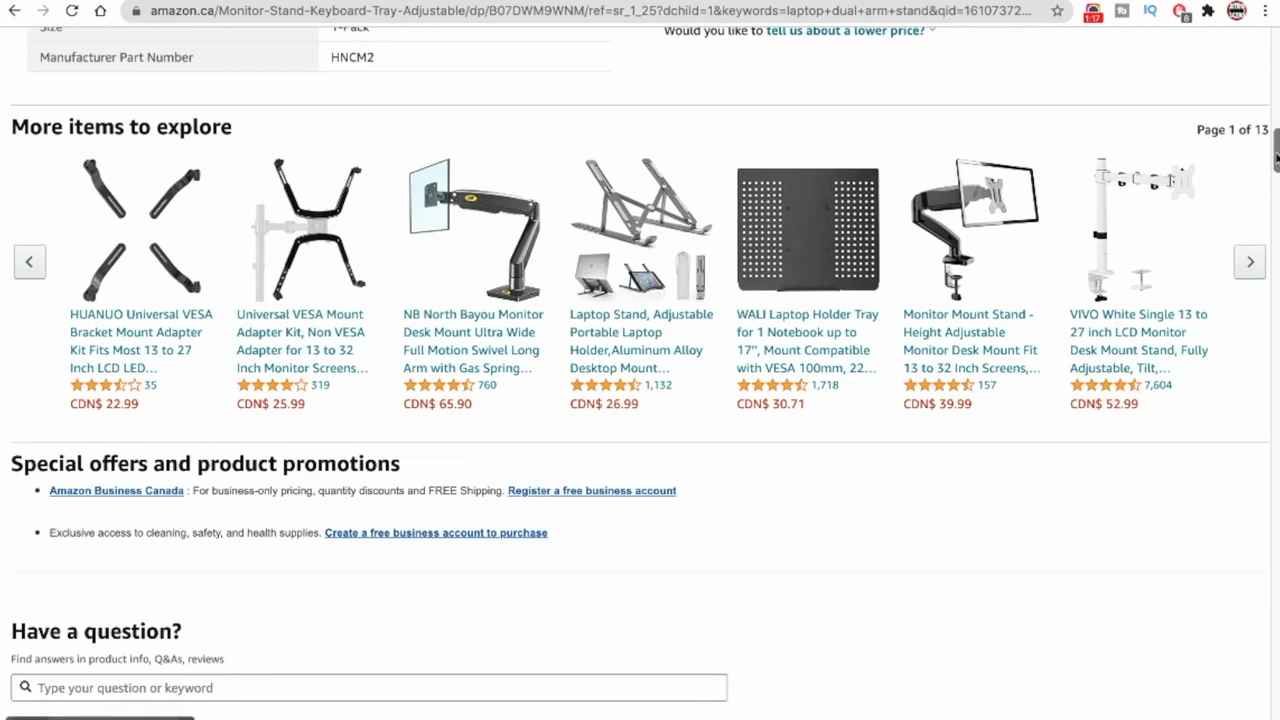 amazon.ca/Monitor-Stand-Keyboard-Tray-Adjustable/dp/B07DWM9WNM/ref=sr_1_25?dchild=1&keywords=laptop+dual+arm+stand&qid=16107372...
1:17
tb
IQ
8
Size 1-Pack
Would you like to tell us about a lower price?
Manufacturer Part Number HNCM2
More items to explore
Page 1 of 13
HUANUO Universal VESA
Bracket Mount Adapter
Kit Fits Most 13 to 27
Inch LCD LED...
35
CDN$ 22.99
Universal VESA Mount
Adapter Kit, Non VESA
Adapter for 13 to 32
Inch Monitor Screens...
319
CDN$ 25.99
NB North Bayou Monitor
Desk Mount Ultra Wide
Full Motion Swivel Long
Arm with Gas Spring...
760
CDN$ 65.90
Laptop Stand, Adjustable
Portable Laptop
Holder,Aluminum Alloy
Desktop Mount...
1,132
CDN$ 26.99
WALI Laptop Holder Tray
for 1 Notebook up to
17’’, Mount Compatible
with VESA 100mm, 22...
1,718
CDN$ 30.71
Monitor Mount Stand -
Height Adjustable
Monitor Desk Mount Fit
13 to 32 Inch Screens,...
157
CDN$ 39.99
VIVO White Single 13 to
27 inch LCD Monitor
Desk Mount Stand, Fully
Adjustable, Tilt,...
7,604
CDN$ 52.99
Special offers and product promotions
Amazon Business Canada : For business-only pricing, quantity discounts and FREE Shipping. Register a free business account
Exclusive access to cleaning, safety, and health supplies. Create a free business account to purchase
Have a question?
Find answers in product info, Q&As, reviews
Type your question or keyword